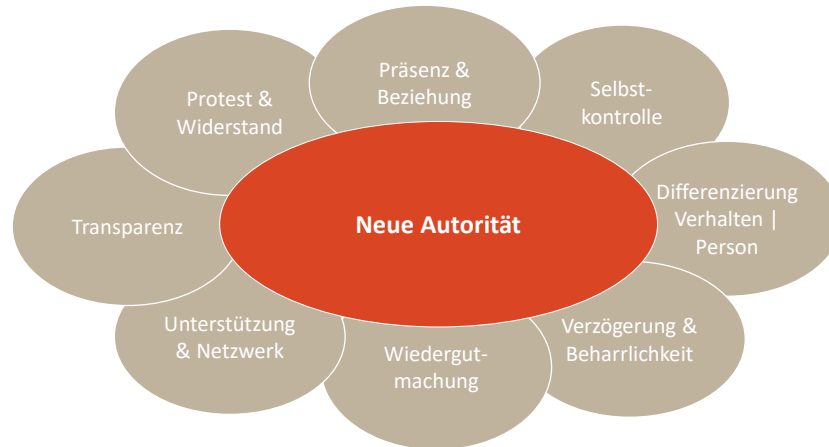 Präsenz &
Beziehung
Selbst-
kontrolle
Differenzierung
Verhalten |
Person
Verzögerung &
Beharrlichkeit
Wiedergut-
machung
Unterstützung
& Netzwerk
Transparenz
Protest &
Widerstand
Neue Autorität